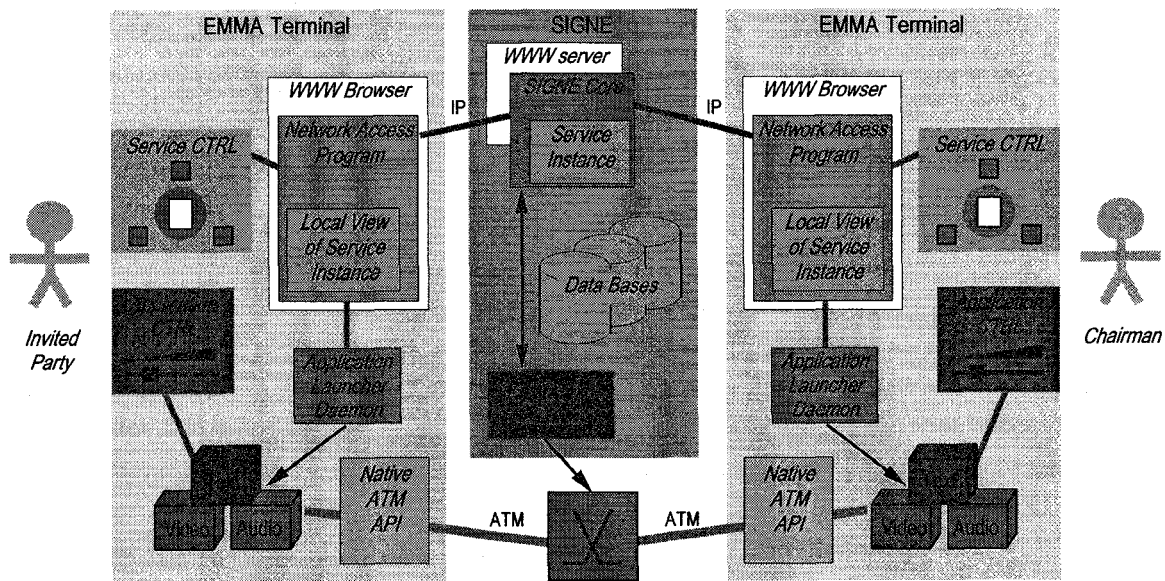 EMMA Terminal
SIGNE
EMMA Terminal
WWW server
WWW Browser
SIGNE Core
WWW Browser
IP
IP
Network Access
Program
Service
Instance
Network Access
Program
Service CTRL
Service CTRL
Local View
of Service
Instance
Local View
of Service
Instance
Data Bases
Invited
Party
Application
CTRL
Chairman
Application
Launcher
Daemon
Application
Launcher
Daemon
Native
ATM
API
Native
ATM
API
Video
Audio
ATM
ATM
Video
Audio